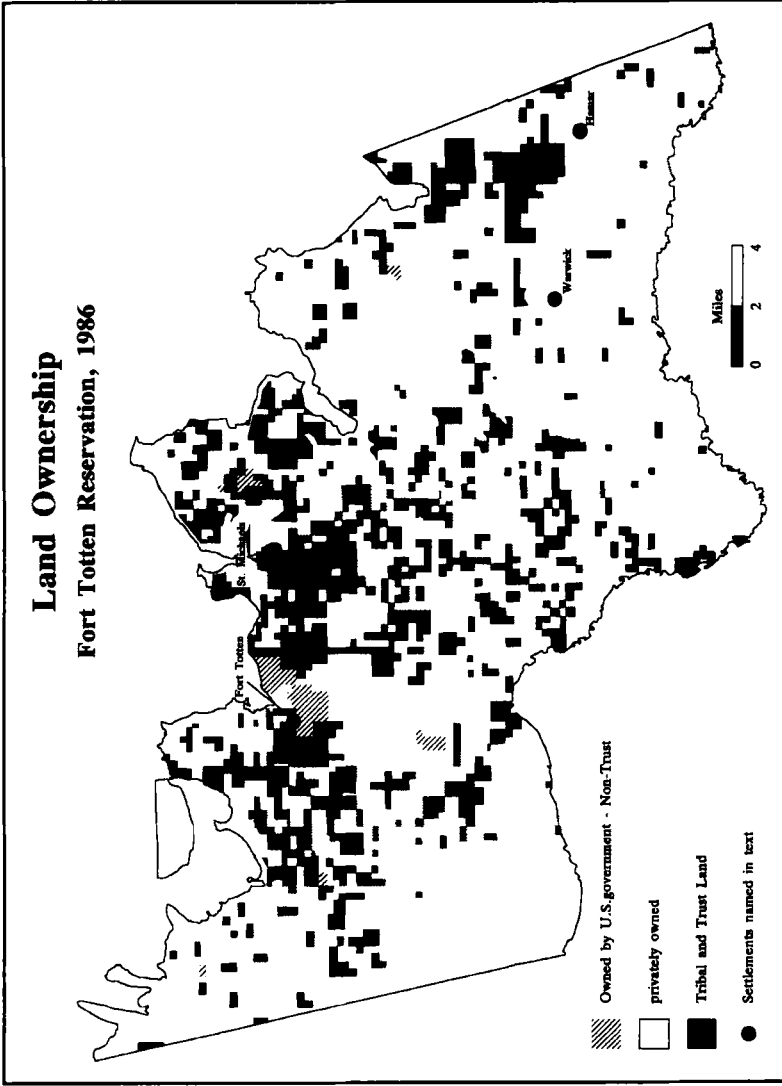 Land Ownership
Fort Totten Reservation, 1986
Fort Totten
St. Michaels
Warwick
Hamar
Miles
0 2 4
Owned by U.S.government - Non-Trust
privately owned
Tribal and Trust Land
Settlements named in text